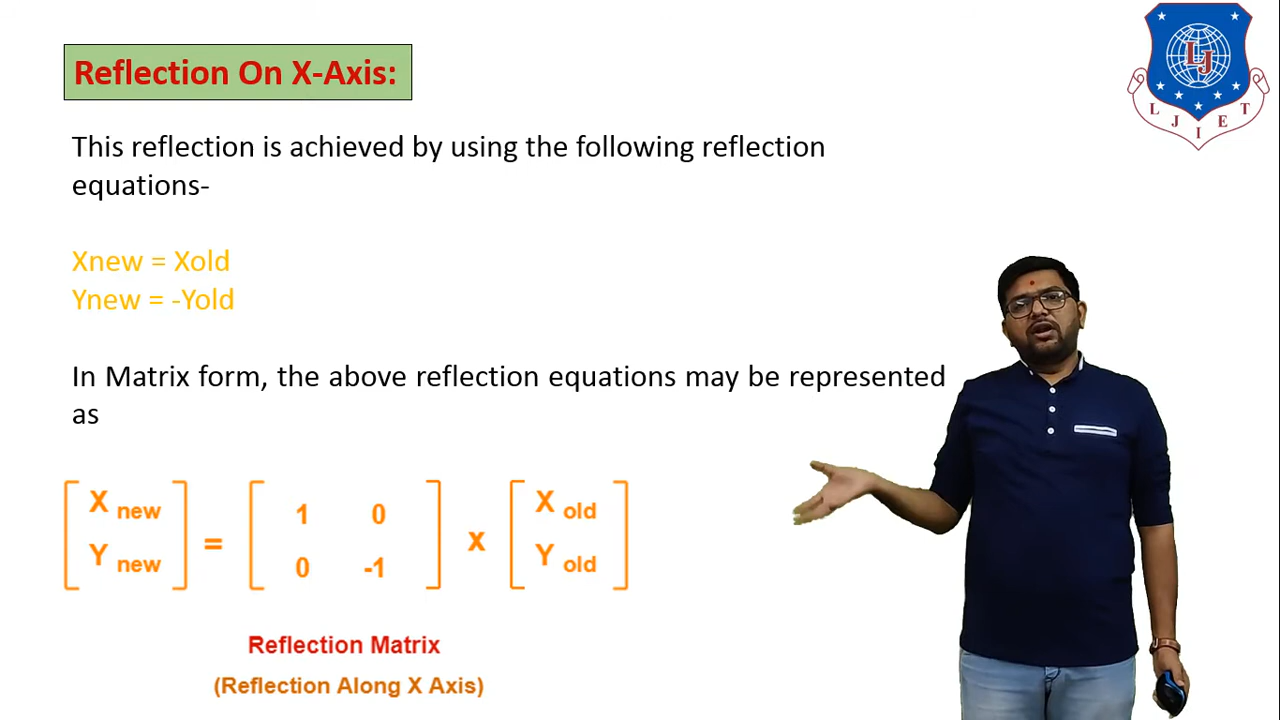 Reflection On X-Axis:
This reflection is achieved by using the following reflection
equations-
Xnew = Xold
Ynew = -Yold
In Matrix form, the above reflection equations may be represented
as
X new = 1 0 x X old
Y new 0 -1 Y old
Reflection Matrix
(Reflection Along X Axis)
LJ
L J I E T